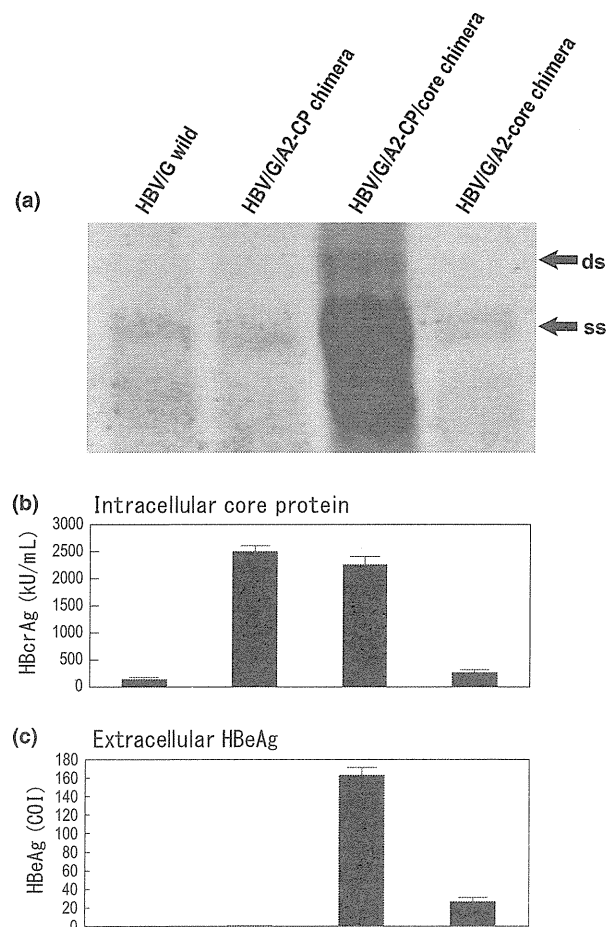 HBV/G wild
HBV/G/A2-CP chimera
HBV/G/A2-CP/core chimera
HBV/G/A2-core chimera
(a)
ds
ss
(b) Intracellular core protein
HBcrAg (kU/mL)
3000
2500
2000
1500
1000
500
0
(c) Extracellular HBeAg
HBeAg (COI)
180
160
140
120
100
80
60
40
20
0